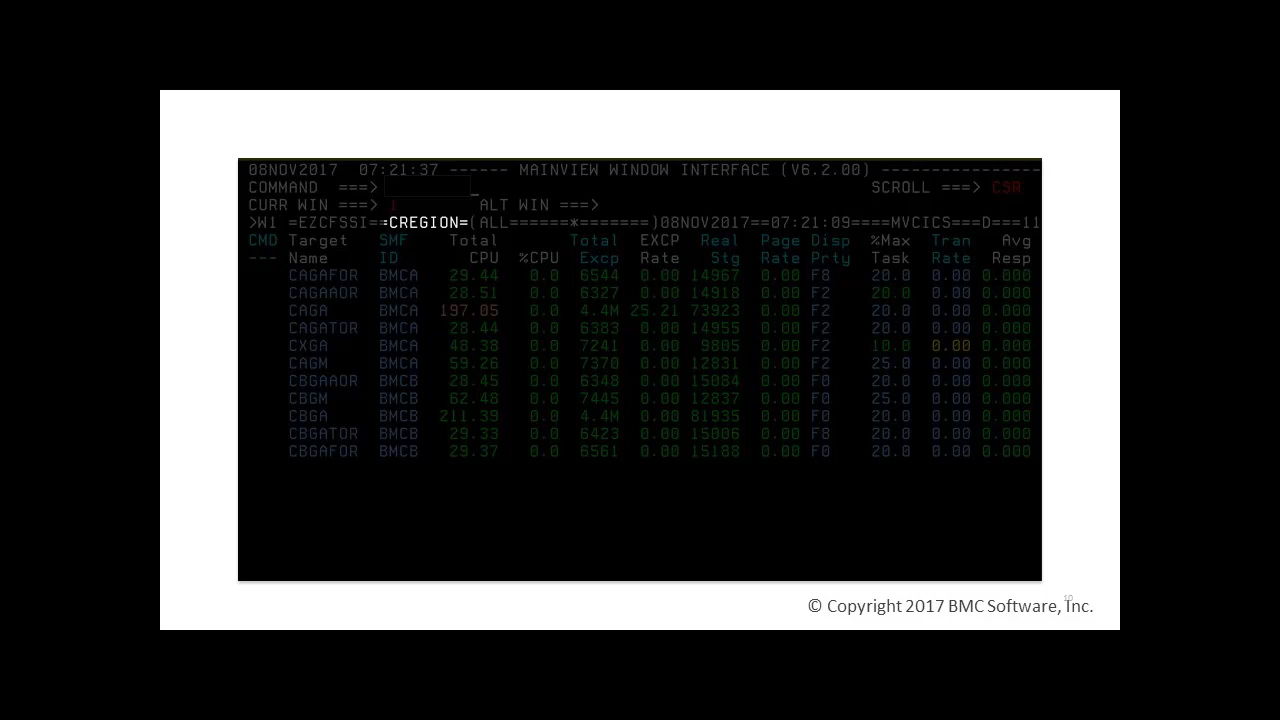 08NOV2017  07:21:37 ------ MAINVIEW WINDOW INTERFACE (V6.2.00) ----------------
COMMAND  ===> _ SCROLL ===> CSR
CURR WIN ===> 1 ALT WIN ===>
>W1 =EZCFSSI==CREGION=(ALL======*=======)08NOV2017==07:21:09====MVCICS===D===11
CMD Target SMF Total Total EXCP Real Page Disp %Max Tran Avg
--- Name ID CPU %CPU Excp Rate Stg Rate Prty Task Rate Resp
CAGAFOR BMCA 29.44 0.0 6544 0.00 14967 0.00 F8 20.0 0.00 0.000
CAGAAOR BMCA 28.51 0.0 6327 0.00 14918 0.00 F2 20.0 0.00 0.000
CAGA BMCA 197.05 0.0 4.4M 25.21 73923 0.00 F2 20.0 0.00 0.000
CAGATOR BMCA 28.44 0.0 6383 0.00 14955 0.00 F2 20.0 0.00 0.000
CXGA BMCA 48.38 0.0 7241 0.00 9805 0.00 F2 10.0 0.00 0.000
CAGM BMCA 59.26 0.0 7370 0.00 12831 0.00 F2 25.0 0.00 0.000
CBGAAOR BMCB 28.45 0.0 6348 0.00 15084 0.00 F0 20.0 0.00 0.000
CBGM BMCB 62.48 0.0 7445 0.00 12837 0.00 F0 25.0 0.00 0.000
CBGA BMCB 211.39 0.0 4.4M 0.00 81935 0.00 F0 20.0 0.00 0.000
CBGATOR BMCB 29.33 0.0 6423 0.00 15006 0.00 F8 20.0 0.00 0.000
CBGAFOR BMCB 29.37 0.0 6561 0.00 15188 0.00 F0 20.0 0.00 0.000
10
© Copyright 2017 BMC Software, Inc.